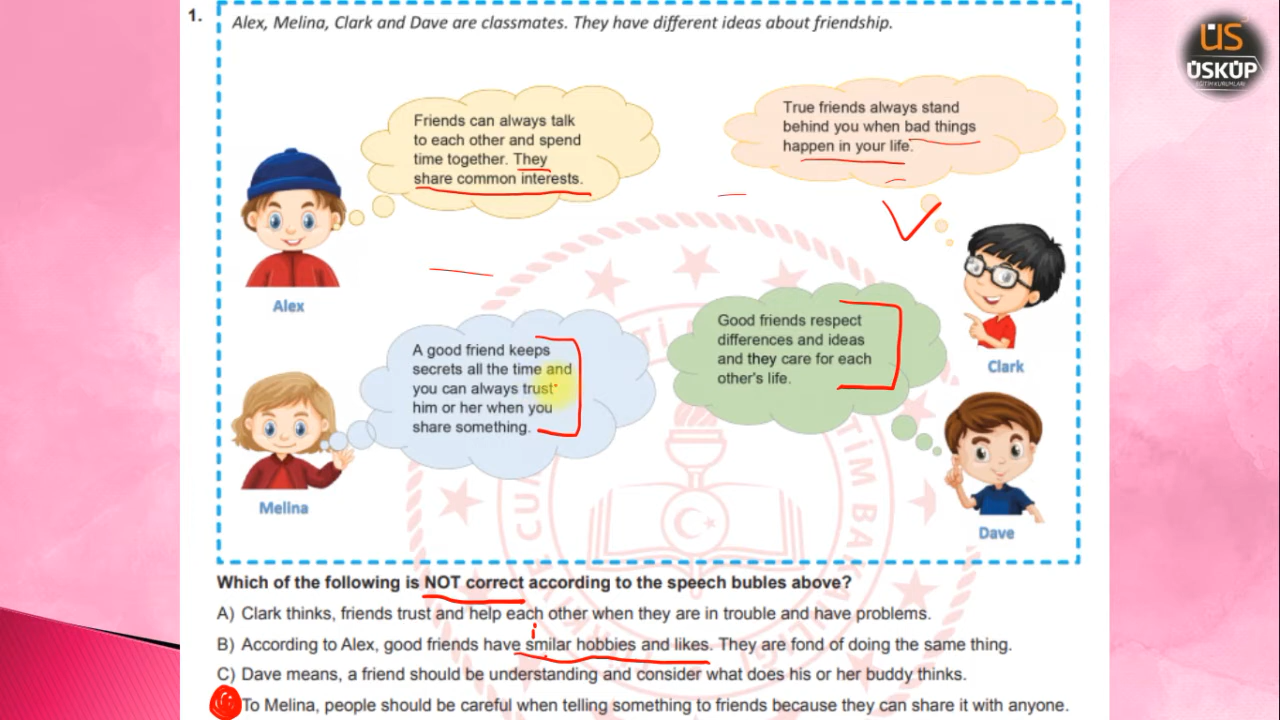 1.
Alex, Melina, Clark and Dave are classmates. They have different ideas about friendship.
Friends can always talk
to each other and spend
time together. They
share common interests.
Alex
True friends always stand
behind you when bad things
happen in your life.
Clark
A good friend keeps
secrets all the time and
you can always trust
him or her when you
share something.
Melina
Good friends respect
differences and ideas
and they care for each
other's life.
Dave
Which of the following is NOT correct according to the speech bubles above?
A) Clark thinks, friends trust and help each other when they are in trouble and have problems.
B) According to Alex, good friends have smilar hobbies and likes. They are fond of doing the same thing.
i
C) Dave means, a friend should be understanding and consider what does his or her buddy thinks.
To Melina, people should be careful when telling something to friends because they can share it with anyone.
ÜS
ÜSKÜP
EĞİTİM KURUMLARI